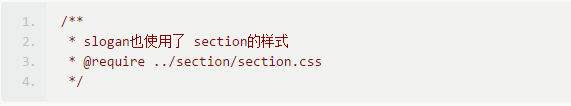 1. /**
2.  * slogan也使用了 section的样式
3.  * @require ../section/section.css
4.  */